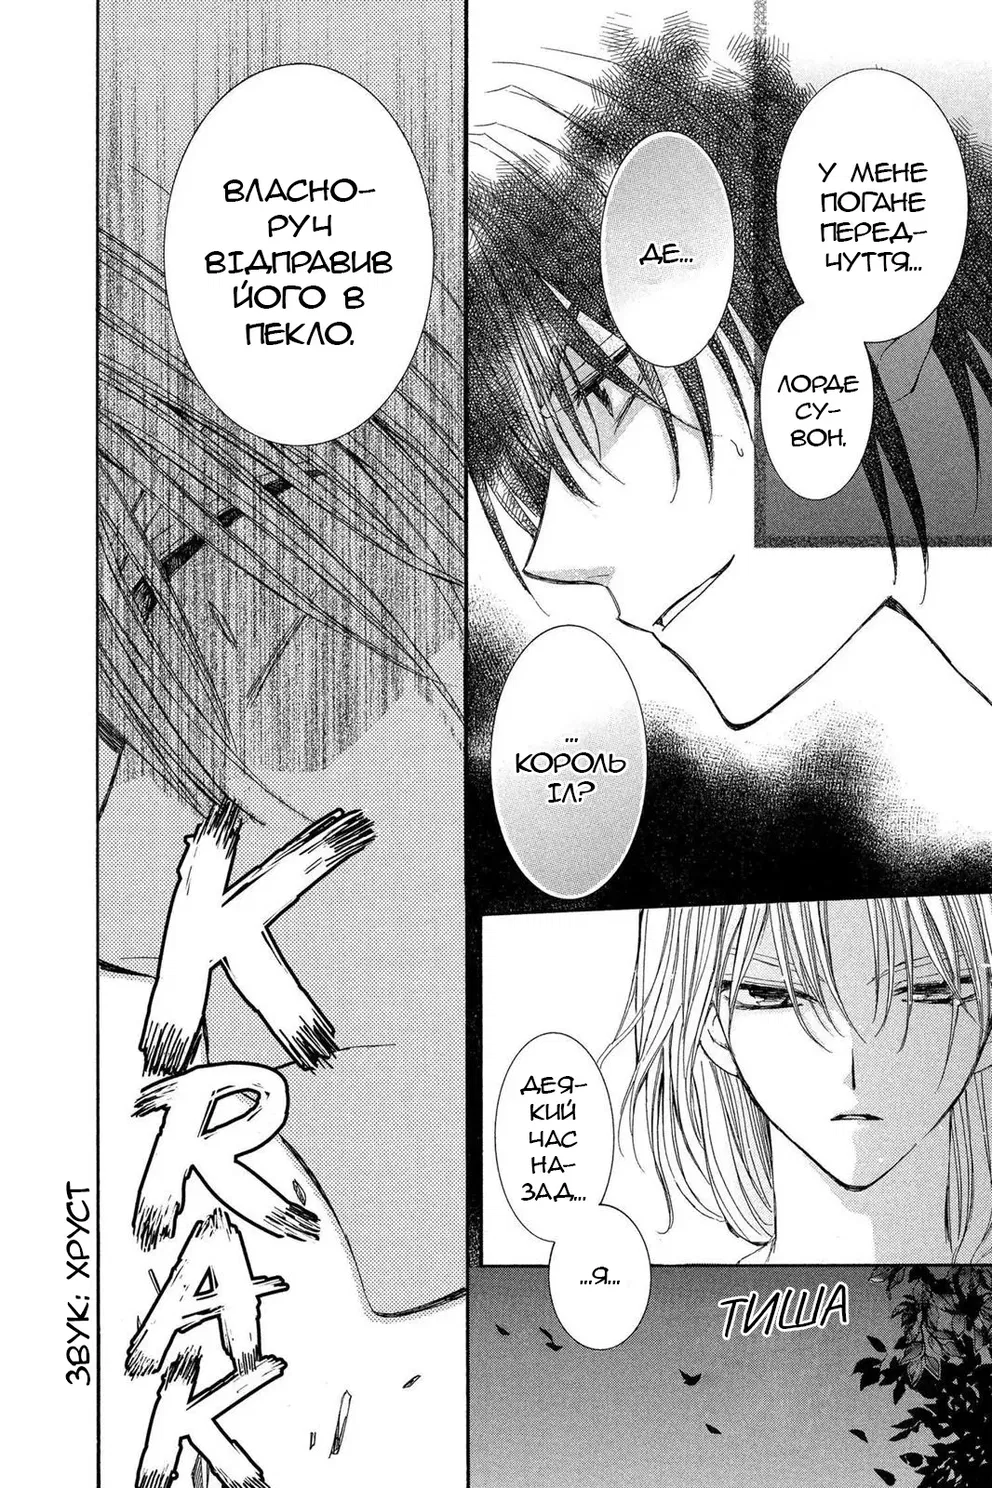 У МЕНЕ
ПОГАНЕ
ПЕРЕД-
ЧУТТЯ...
ЛОРДЕ
СУ-
ВОН.
ДЕ...
...
КОРОЛЬ
ІЛ?
ДЕЯ-
КИЙ
ЧАС
НА-
ЗАД...
...Я...
ТИША
ВЛАСНО-
РУЧ
ВІДПРАВИВ
ЙОГО В
ПЕКЛО.
KRAK
ЗВУК: ХРУСТ